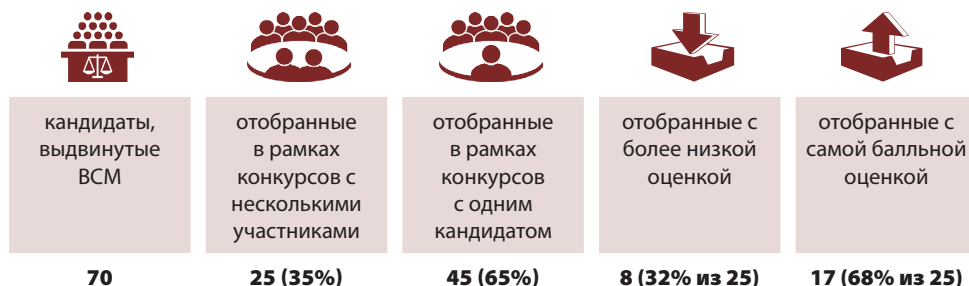 кандидаты,
выдвинутые
ВСМ
70
отобранные
в рамках
конкурсов с
несколькими
участниками
25 (35%)
отобранные
в рамках
конкурсов
с одним
кандидатом
45 (65%)
отобранные с
более низкой
оценкой
8 (32% из 25)
отобранные с
самой балльной
оценкой
17 (68% из 25)